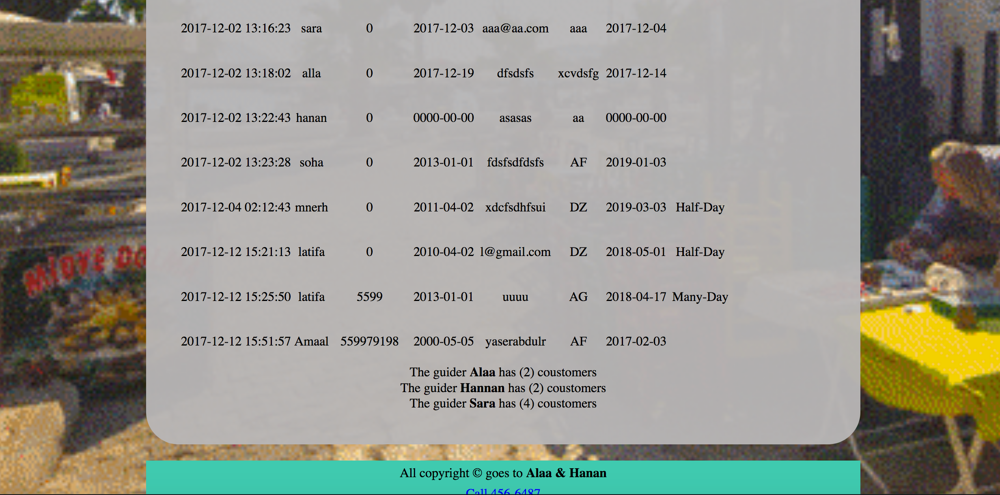 2017-12-02 13:16:23 sara 0 2017-12-03 aaa@aa.com aaa 2017-12-04
2017-12-02 13:18:02 alla 0 2017-12-19 dfsdsfs xcvdsfg 2017-12-14
2017-12-02 13:22:43 hanan 0 0000-00-00 asasas aa 0000-00-00
2017-12-02 13:23:28 soha 0 2013-01-01 fdsfsdfdsfs AF 2019-01-03
2017-12-04 02:12:43 mnerh 0 2011-04-02 xdcfsdhfsui DZ 2019-03-03 Half-Day
2017-12-12 15:21:13 latifa 0 2010-04-02 l@gmail.com DZ 2018-05-01 Half-Day
2017-12-12 15:25:50 latifa 5599 2013-01-01 uuuu AG 2018-04-17 Many-Day
2017-12-12 15:51:57 Amaal 559979198 2000-05-05 yaserabdulr AF 2017-02-03
The guider Alaa has (2) coustomers
The guider Hannan has (2) coustomers
The guider Sara has (4) coustomers
All copyright © goes to Alaa & Hanan
Call 456-6487